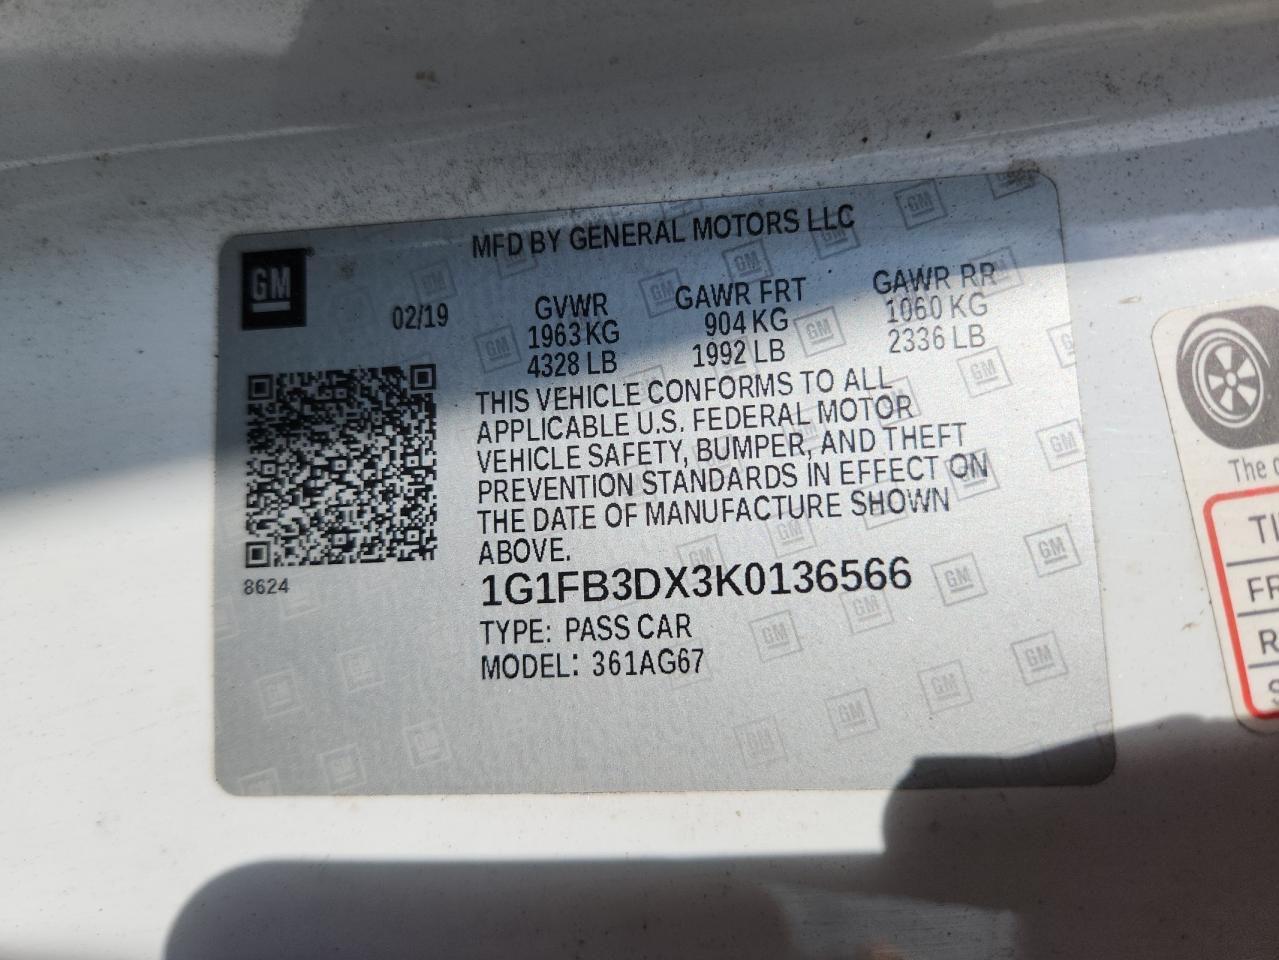 GM
MFD BY GENERAL MOTORS LLC
02/19
GVWR
1963 KG
4328 LB
GAWR FRT
904 KG
1992 LB
GAWR RR
1060 KG
2336 LB
THIS VEHICLE CONFORMS TO ALL
APPLICABLE U.S. FEDERAL MOTOR
VEHICLE SAFETY, BUMPER, AND THEFT
PREVENTION STANDARDS IN EFFECT ON
THE DATE OF MANUFACTURE SHOWN
ABOVE.
8624
1G1FB3DX3K0136566
TYPE: PASS CAR
MODEL: 361AG67
The